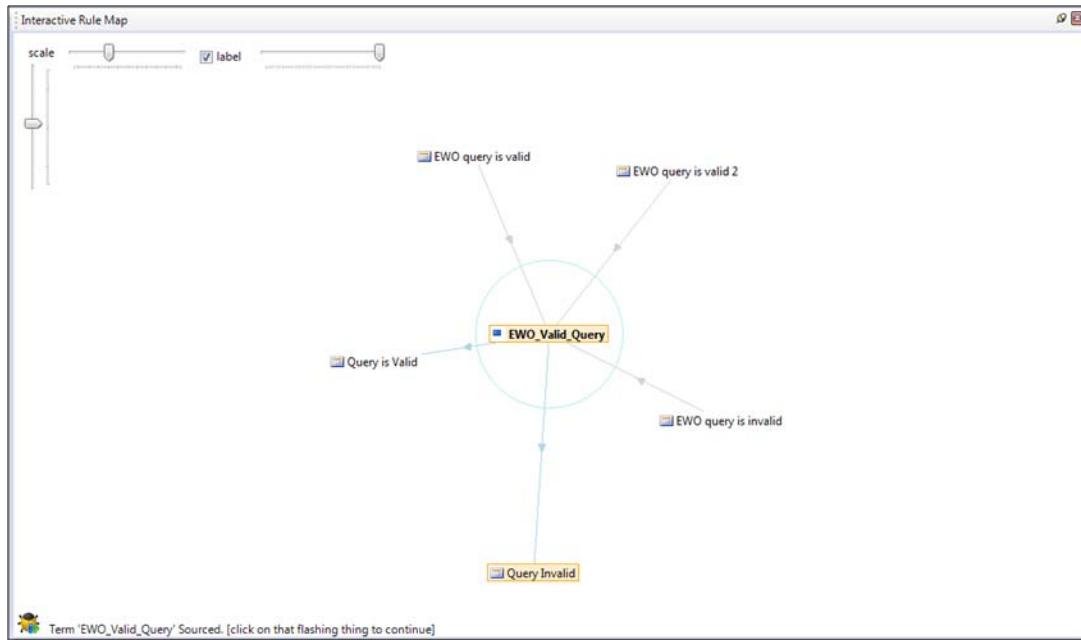 Interactive Rule Map
scale
label
EWO query is valid
EWO query is valid 2
EWO_Valid_Query
Query is Valid
EWO query is invalid
Query Invalid
Term 'EWO_Valid_Query' Sourced. [click on that flashing thing to continue]